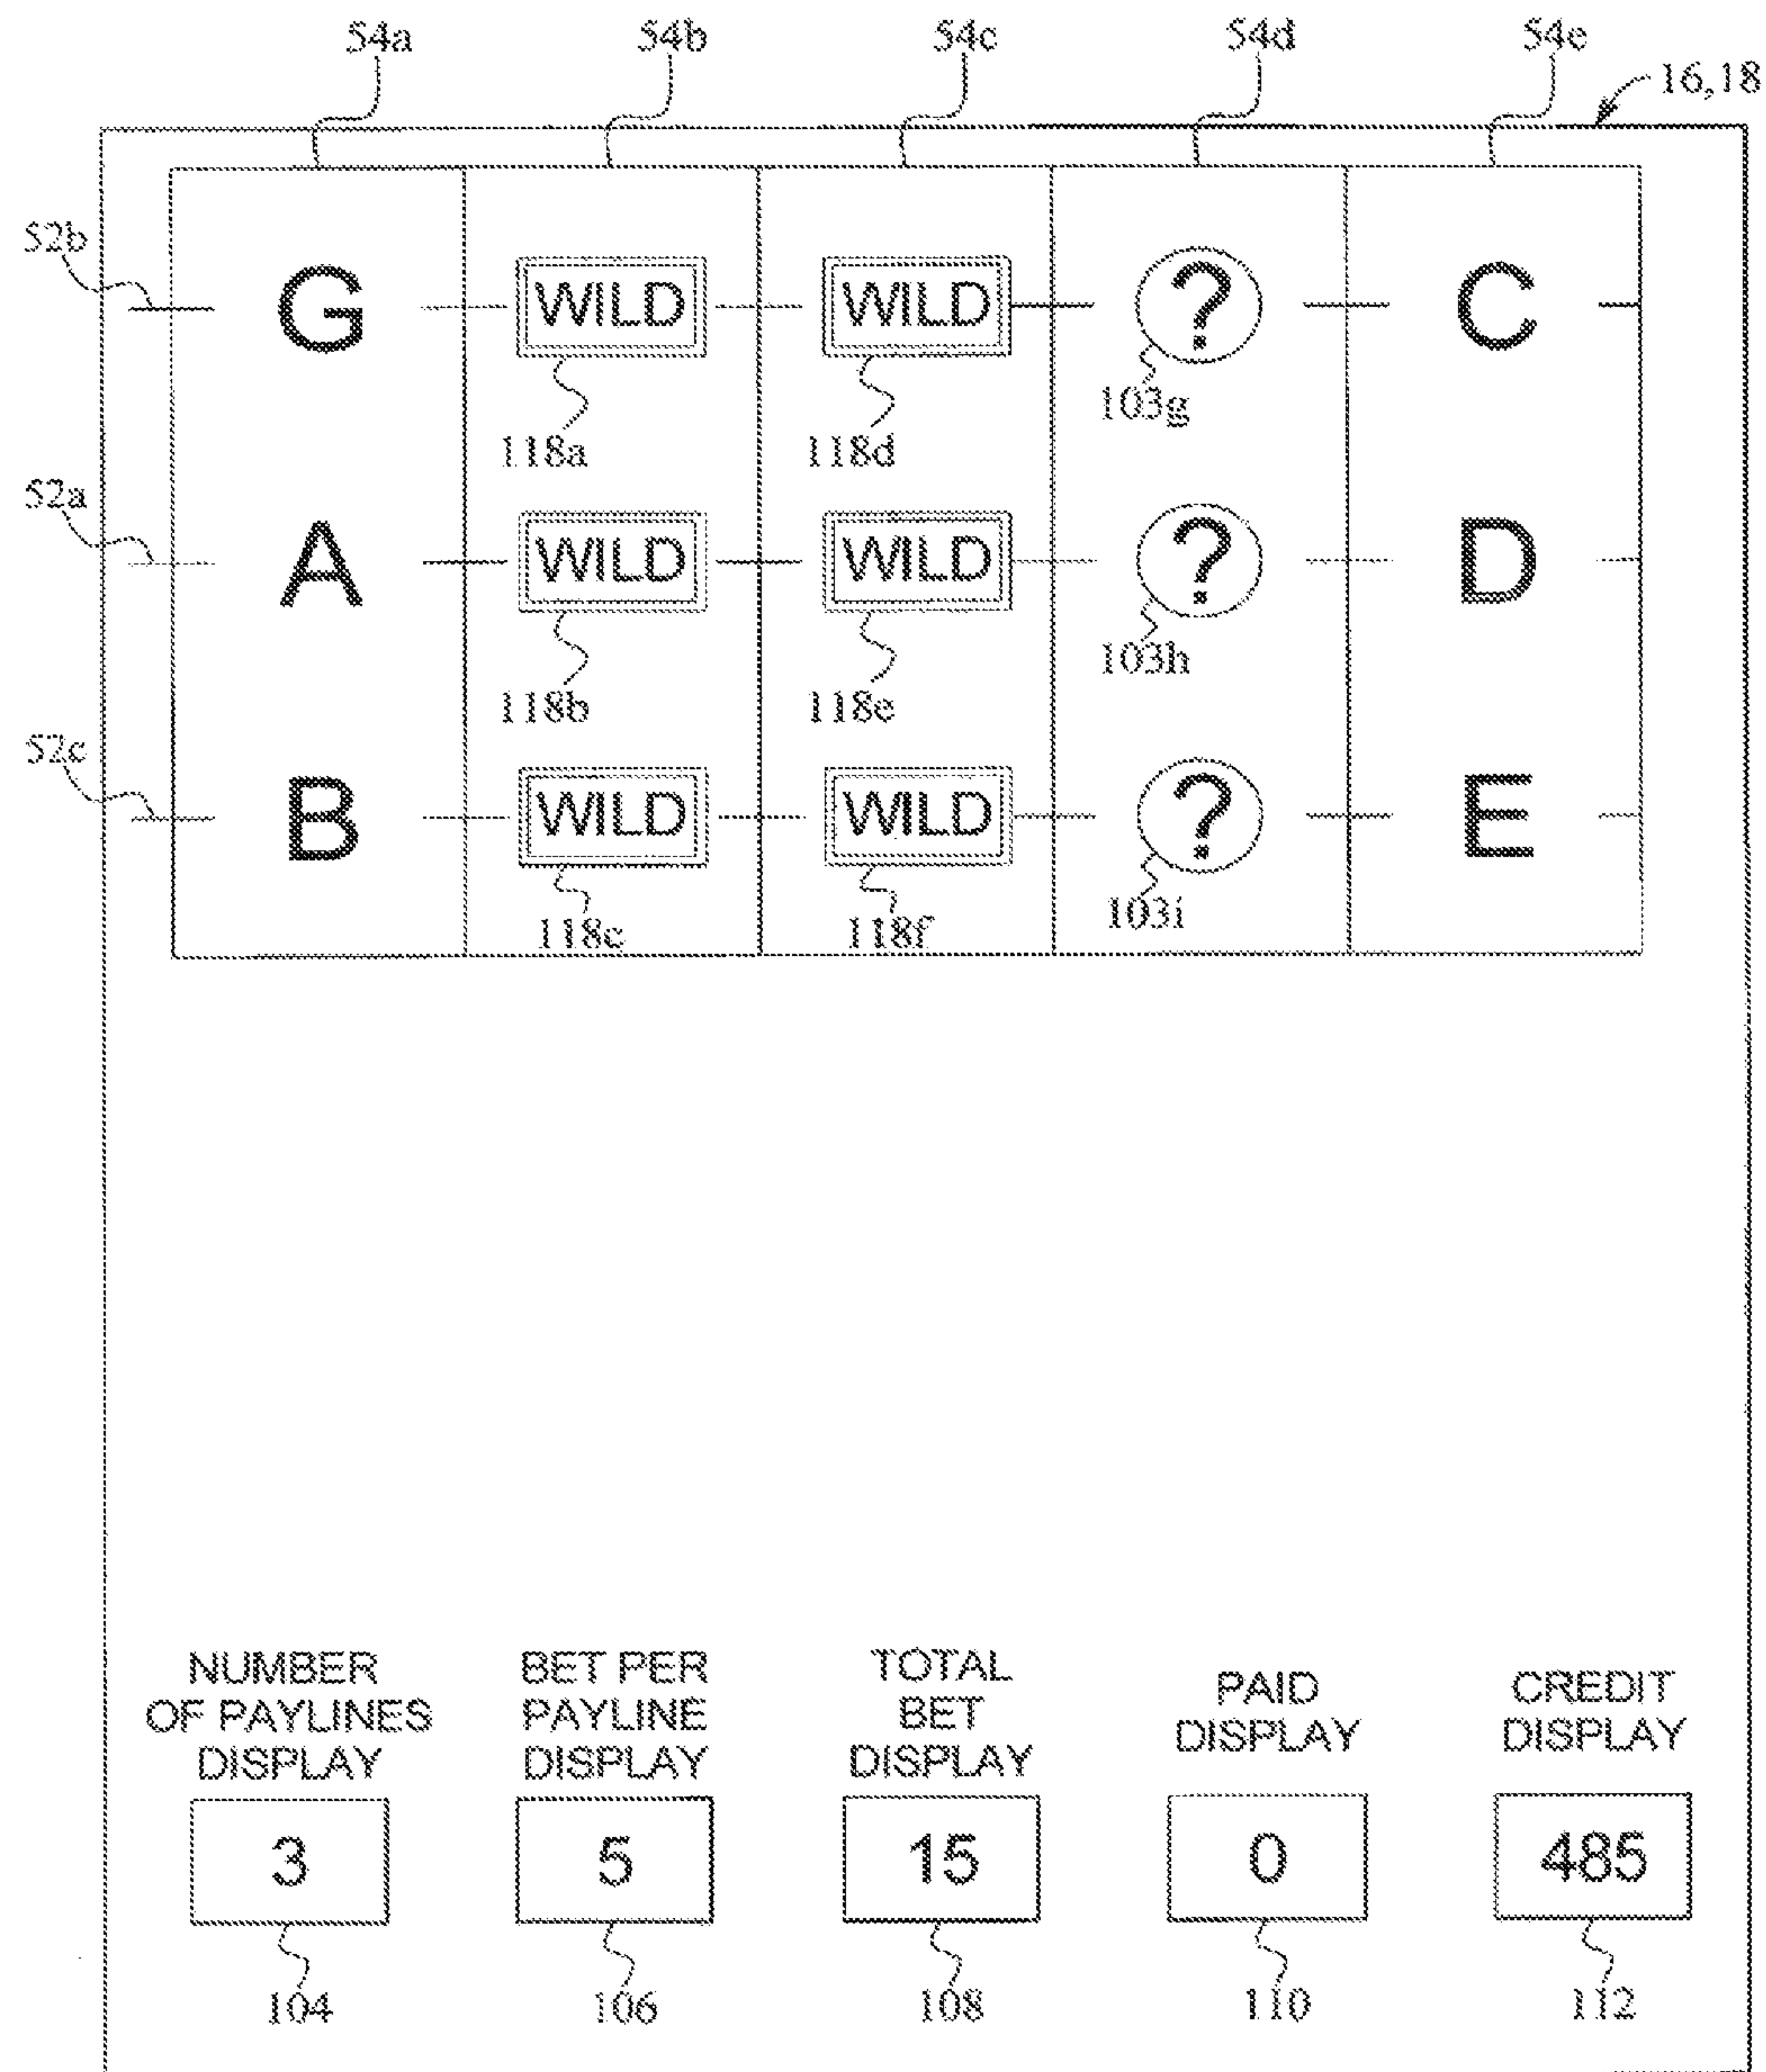 54a 54b 54c 54d 54e
16,18
52b
G WILD WILD ? C
103g
118a 118d
52a
A WILD WILD ? D
103h
118b 118e
52c
B WILD WILD ? E
103i
118c 118f
NUMBER OF PAYLINES DISPLAY
BET PER PAYLINE DISPLAY
TOTAL BET DISPLAY
PAID DISPLAY
CREDIT DISPLAY
3 5 15 0 485
104 106 108 110 112